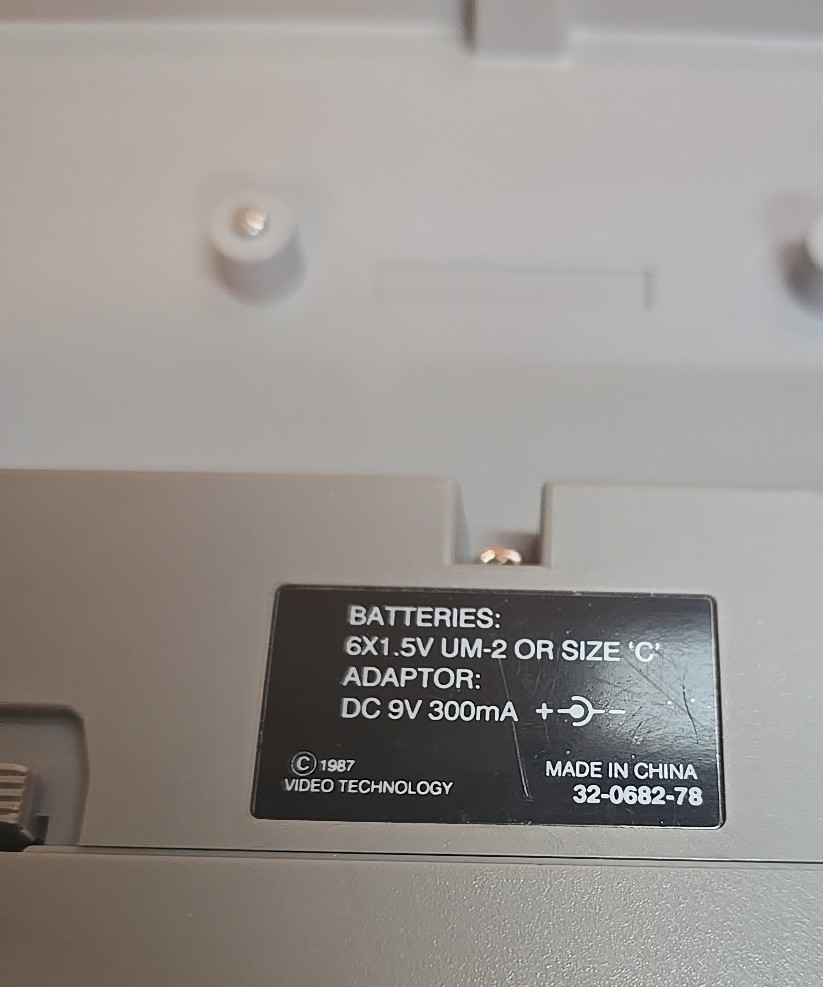 BATTERIES:
6X1.5V UM-2 OR SIZE 'C'
ADAPTOR:
DC 9V 300mA + -
© 1987
VIDEO TECHNOLOGY
MADE IN CHINA
32-0682-78